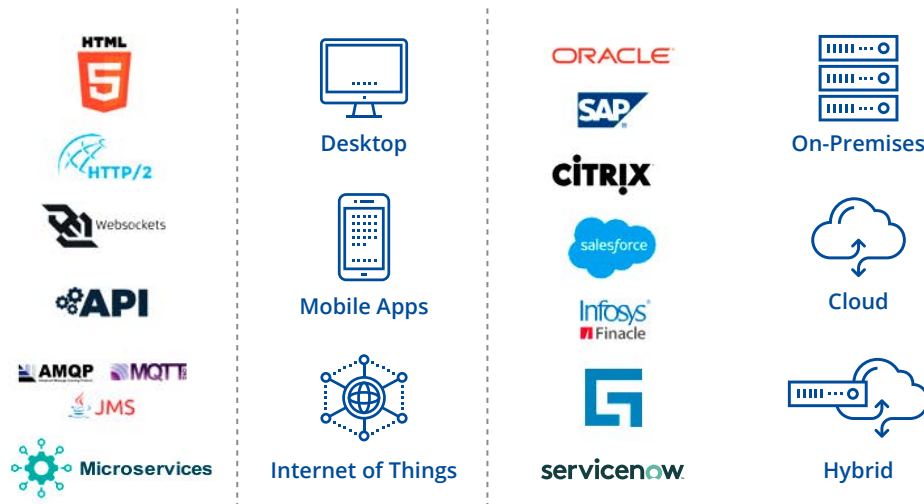 HTML
5
HTTP/2
Websockets
API
AMQP
MQTT
JMS
Microservices
Desktop
Mobile Apps
Internet of Things
ORACLE
SAP
CITRIX
salesforce
Infosys
Finacle
servicenow
On-Premises
Cloud
Hybrid